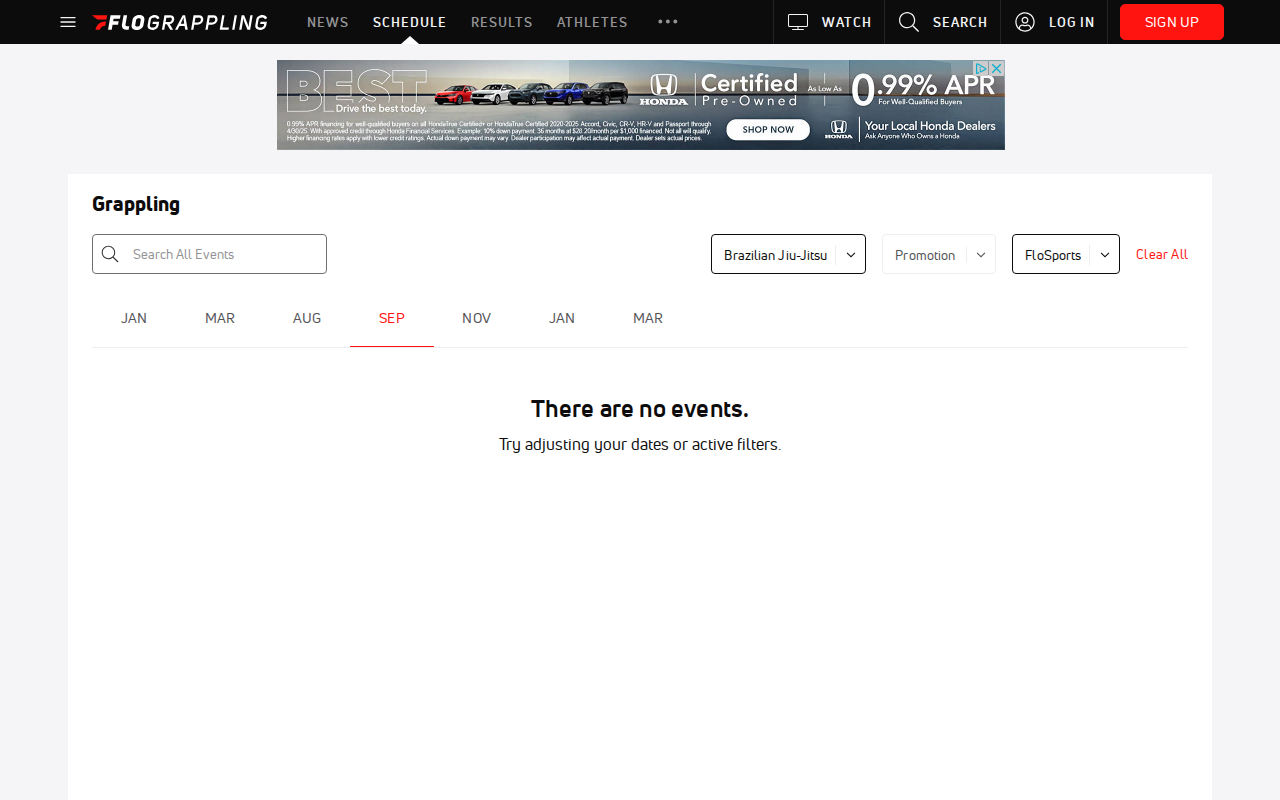 FLOGRAPPLING
NEWS
SCHEDULE
RESULTS
ATHLETES
WATCH
SEARCH
LOG IN
SIGN UP
BEST
Drive the best today.
0.99% APR financing for well-qualified buyers on all HondaTrue Certified+ or HondaTrue Certified 2020-2025 Accord, Civic, CR-V, HR-V and Passport through
4/30/25. With approved credit through Honda Financial Services. Example: 10% down payment. 36 months at $28.20/month per $1,000 financed. Not all will qualify.
Higher financing rates apply with lower credit ratings. Actual down payment may vary. Dealer participation may affect actual payment. Dealer sets actual prices.
HONDA
Certified
Pre-Owned
As Low As
0.99% APR
For Well-Qualified Buyers
SHOP NOW
HONDA
Your Local Honda Dealers
Ask Anyone Who Owns a Honda
Grappling
Search All Events
Brazilian Jiu-Jitsu
Promotion
FloSports
Clear All
JAN
MAR
AUG
SEP
NOV
JAN
MAR
There are no events.
Try adjusting your dates or active filters.